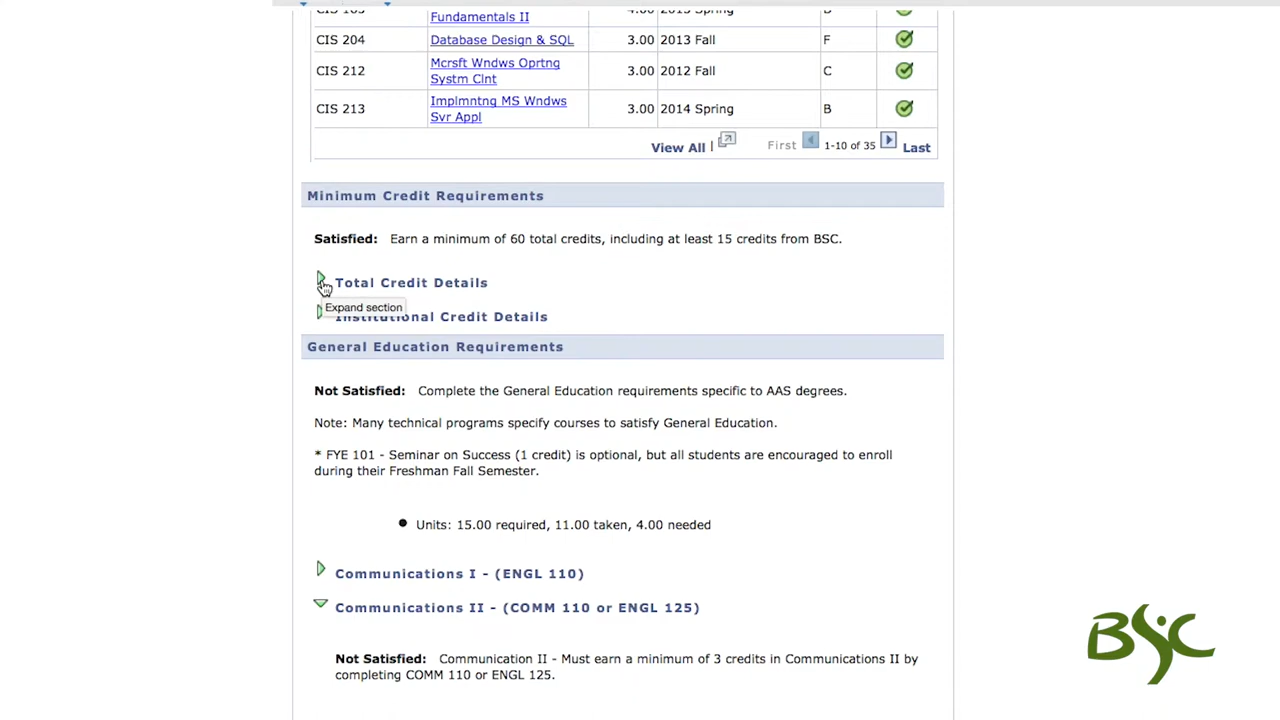 CIS 103 4.00 2013 Spring B
Fundamentals II
CIS 204 Database Design & SQL 3.00 2013 Fall F
CIS 212 Mcrsft Wndws Oprtng Systm Clnt 3.00 2012 Fall C
CIS 213 Implmntng MS Wndws Svr Appl 3.00 2014 Spring B
View All | First 1-10 of 35 Last
Minimum Credit Requirements
Satisfied: Earn a minimum of 60 total credits, including at least 15 credits from BSC.
Total Credit Details
Expand section
Institutional Credit Details
General Education Requirements
Not Satisfied: Complete the General Education requirements specific to AAS degrees.
Note: Many technical programs specify courses to satisfy General Education.
* FYE 101 - Seminar on Success (1 credit) is optional, but all students are encouraged to enroll
during their Freshman Fall Semester.
Units: 15.00 required, 11.00 taken, 4.00 needed
Communications I - (ENGL 110)
Communications II - (COMM 110 or ENGL 125)
Not Satisfied: Communication II - Must earn a minimum of 3 credits in Communications II by
completing COMM 110 or ENGL 125.
BSC